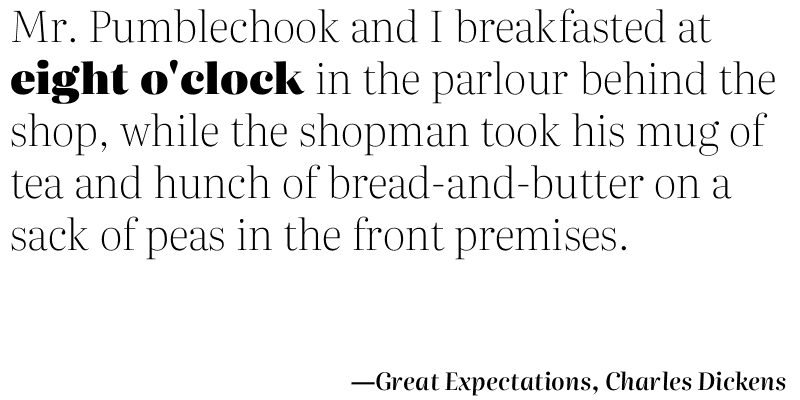 Mr. Pumblechook and I breakfasted at
eight o'clock in the parlour behind the
shop, while the shopman took his mug of
tea and hunch of bread-and-butter on a
sack of peas in the front premises.
—Great Expectations, Charles Dickens